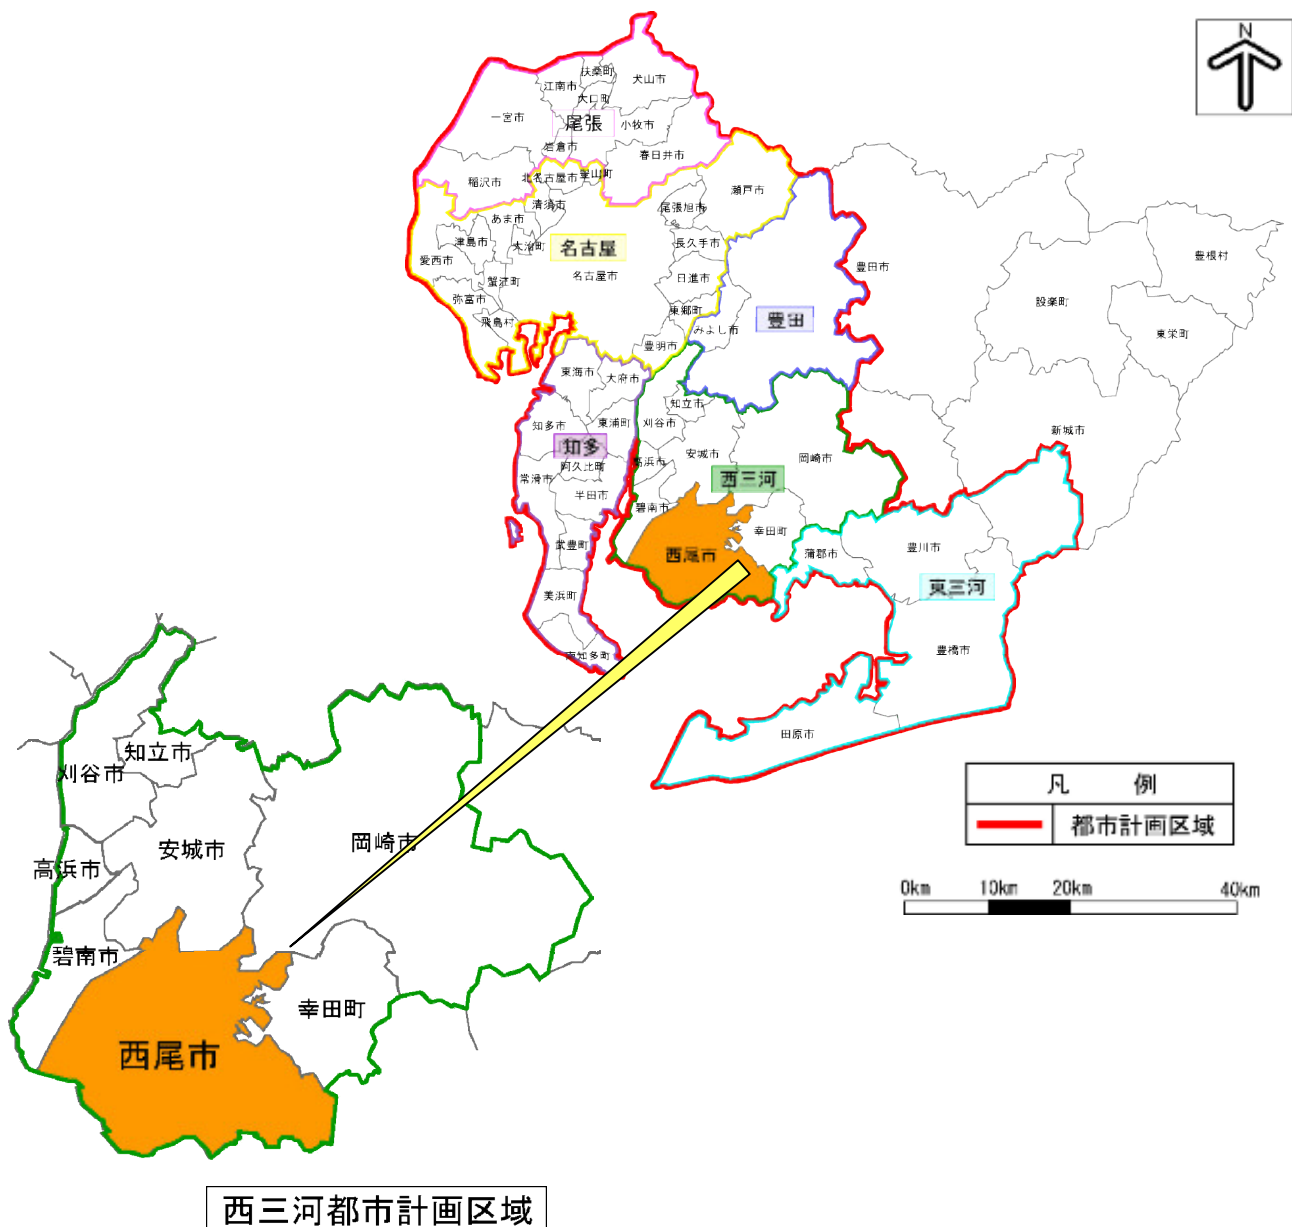 N
扶桑町
犬山市
江南市
大口町
一宮市
尾張
小牧市
岩倉市
春日井市
稲沢市
北名古屋市
豊山町
瀬戸市
清須市
尾張旭市
あま市
津島市
大治町
長久手市
名古屋
愛西市
名古屋市
日進市
蟹江町
弥富市
東郷町
飛島村
みよし市
豊明市
豊田
豊田市
豊根村
設楽町
東栄町
東海市
大府市
知立市
知多市
東浦町
刈谷市
新城市
知多
安城市
岡崎市
高浜市
阿久比町
常滑市
西三河
半田市
碧南市
幸田町
武豊町
西尾市
蒲郡市
豊川市
東三河
美浜町
南知多町
豊橋市
田原市
知立市
刈谷市
安城市
岡崎市
高浜市
碧南市
幸田町
西尾市
凡 例
都市計画区域
0km 10km 20km 40km
西三河都市計画区域